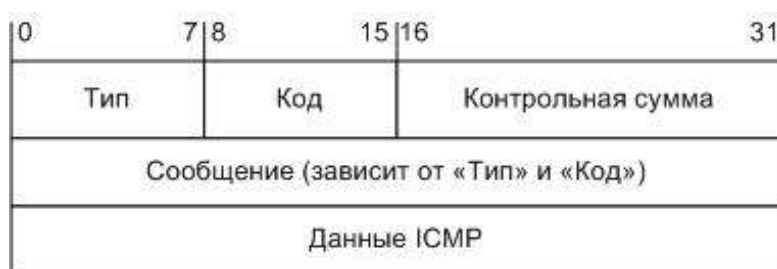 0 7 8 15 16 31
Тип Код Контрольная сумма
Сообщение (зависит от «Тип» и «Код»)
Данные ICMP